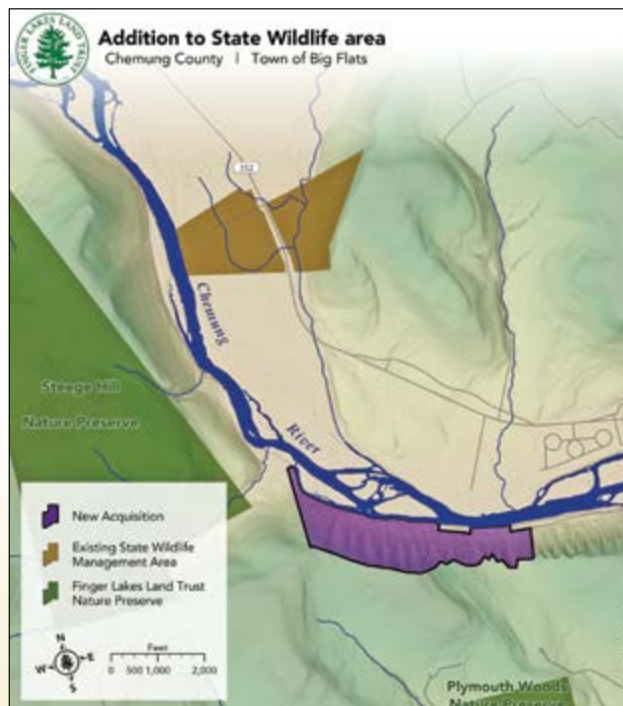 FINGER LAKES LAND TRUST
Addition to State Wildlife area
Chemung County | Town of Big Flats
352
Chemung
River
Steege Hill
Nature Preserve
New Acquisition
Existing State Wildlife
Management Area
Finger Lakes Land Trust
Nature Preserve
N
W E
S
Feet
0 500 1,000 2,000
Plymouth Woods
Nature Preserve